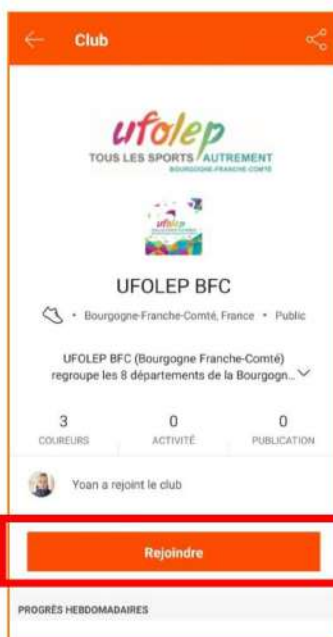 Club
ufolep
TOUS LES SPORTS AUTREMENT
BOURGOGNE-FRANCHE-COMTÉ
ufolep
UFOLEP BFC
• Bourgogne-Franche-Comté, France • Public
UFOLEP BFC (Bourgogne Franche-Comté)
regroupe les 8 départements de la Bourgogn...
3 0 0
COUREURS ACTIVITÉ PUBLICATION
Yoan a rejoint le club
Rejoindre
PROGRÈS HEBDOMADAIRES